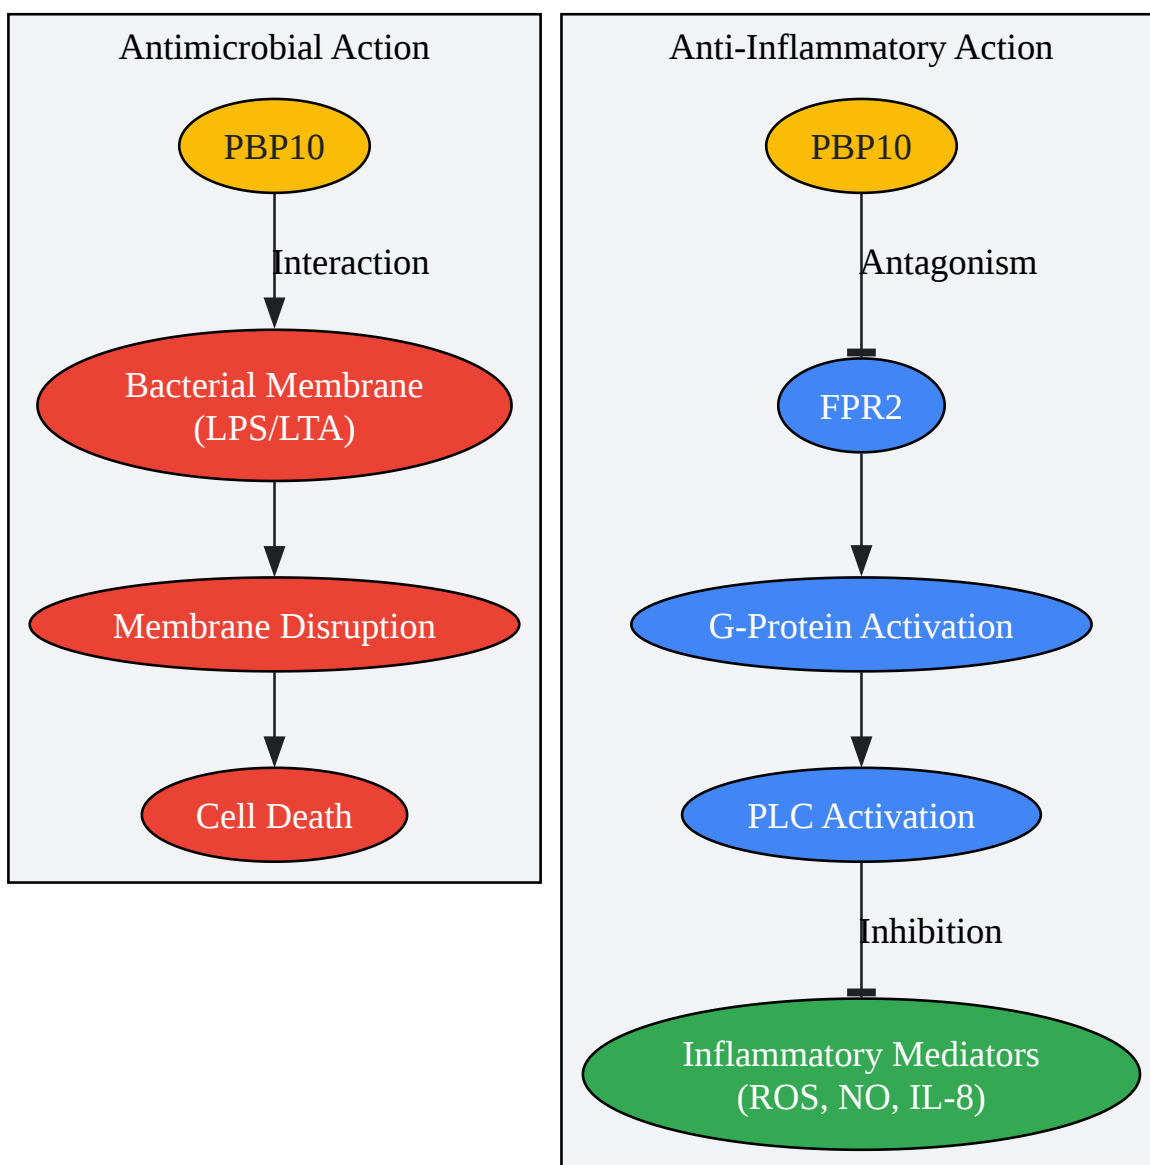 Antimicrobial Action
PBP10
Interaction
Bacterial Membrane
(LPS/LTA)
Membrane Disruption
Cell Death
Anti-Inflammatory Action
PBP10
Antagonism
FPR2
G-Protein Activation
PLC Activation
Inhibition
Inflammatory Mediators
(ROS, NO, IL-8)